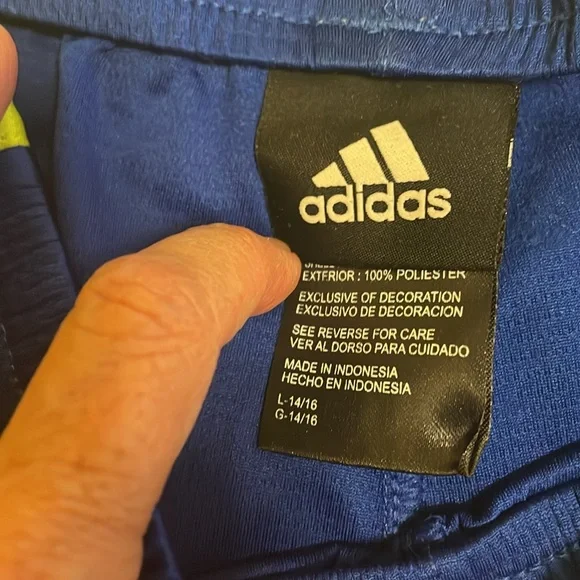 adidas
EXTERIOR : 100% POLIESTER
EXCLUSIVE OF DECORATION
EXCLUSIVO DE DECORACION
SEE REVERSE FOR CARE
VER AL DORSO PARA CUIDADO
MADE IN INDONESIA
HECHO EN INDONESIA
L-14/16
G-14/16